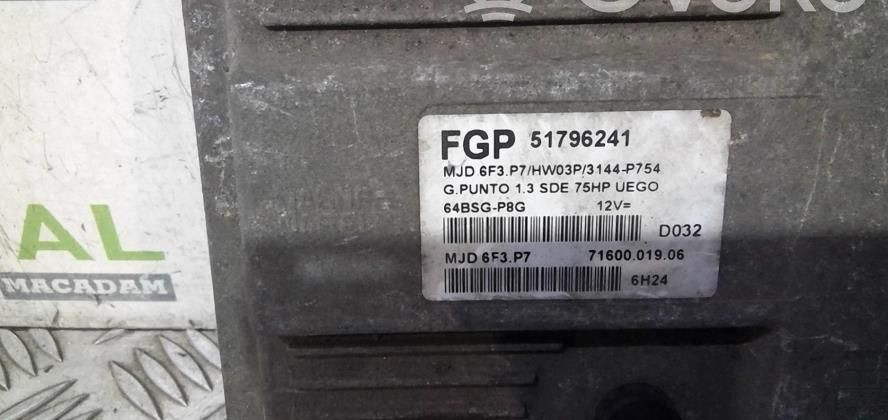 FGP 51796241
MJD 6F3.P7/HW03P/3144-P754
G.PUNTO 1.3 SDE 75HP UEGO
64BSG-P8G 12V=
D032
MJD 6F3.P7 71600.019.06
6H24
AL
MACADAM